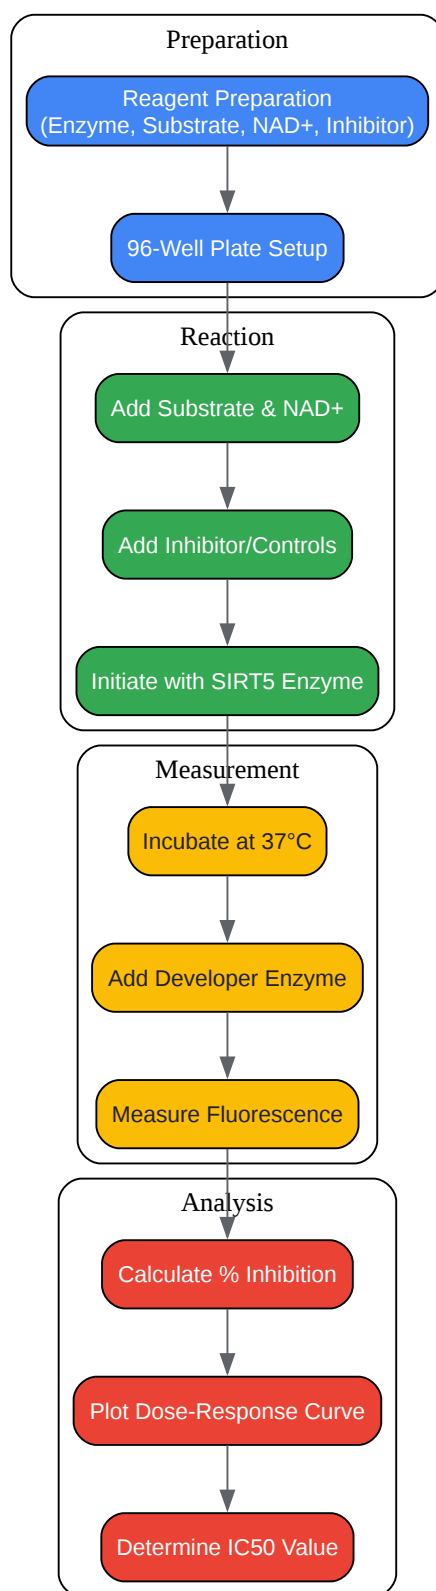 Preparation
Reagent Preparation
(Enzyme, Substrate, NAD+, Inhibitor)
96-Well Plate Setup
Reaction
Add Substrate & NAD+
Add Inhibitor/Controls
Initiate with SIRT5 Enzyme
Measurement
Incubate at 37°C
Add Developer Enzyme
Measure Fluorescence
Analysis
Calculate % Inhibition
Plot Dose-Response Curve
Determine IC50 Value